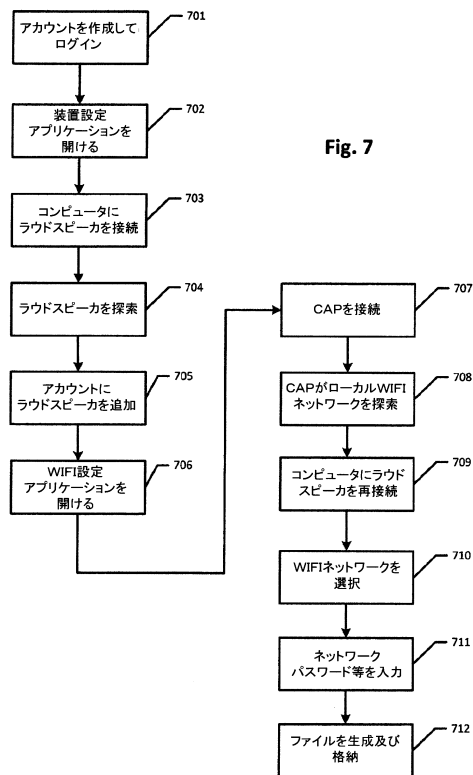 アカウントを作成して
ログイン
701
装置設定
アプリケーションを
開ける
702
コンピュータに
ラウドスピーカを接続
703
ラウドスピーカを探索
704
アカウントに
ラウドスピーカを追加
705
WIFI設定
アプリケーションを
開ける
706
Fig. 7
CAPを接続
707
CAPがローカルWIFI
ネットワークを探索
708
コンピュータにラウド
スピーカを再接続
709
WIFIネットワークを
選択
710
ネットワーク
パスワード等を入力
711
ファイルを生成及び
格納
712